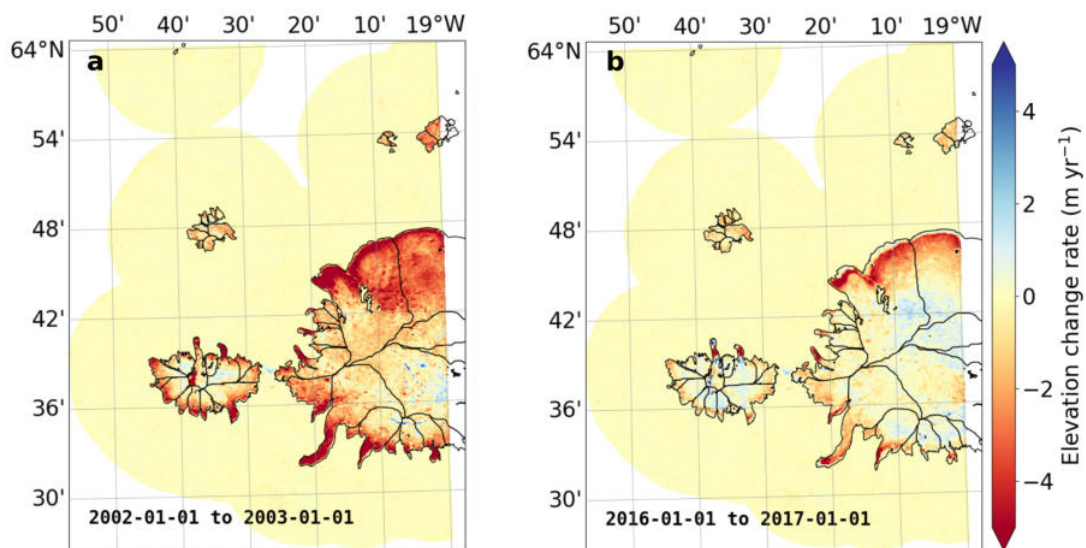 50' 40' 30' 20' 10' 19°W 50' 40' 30' 20' 10' 19°W
64°N 64°N
a b
4
54' 54'
2
48' 48'
0
42' 42'
−2
36' 36'
−4
30' 30'
2002-01-01 to 2003-01-01 2016-01-01 to 2017-01-01
Elevation change rate (m yr⁻¹)